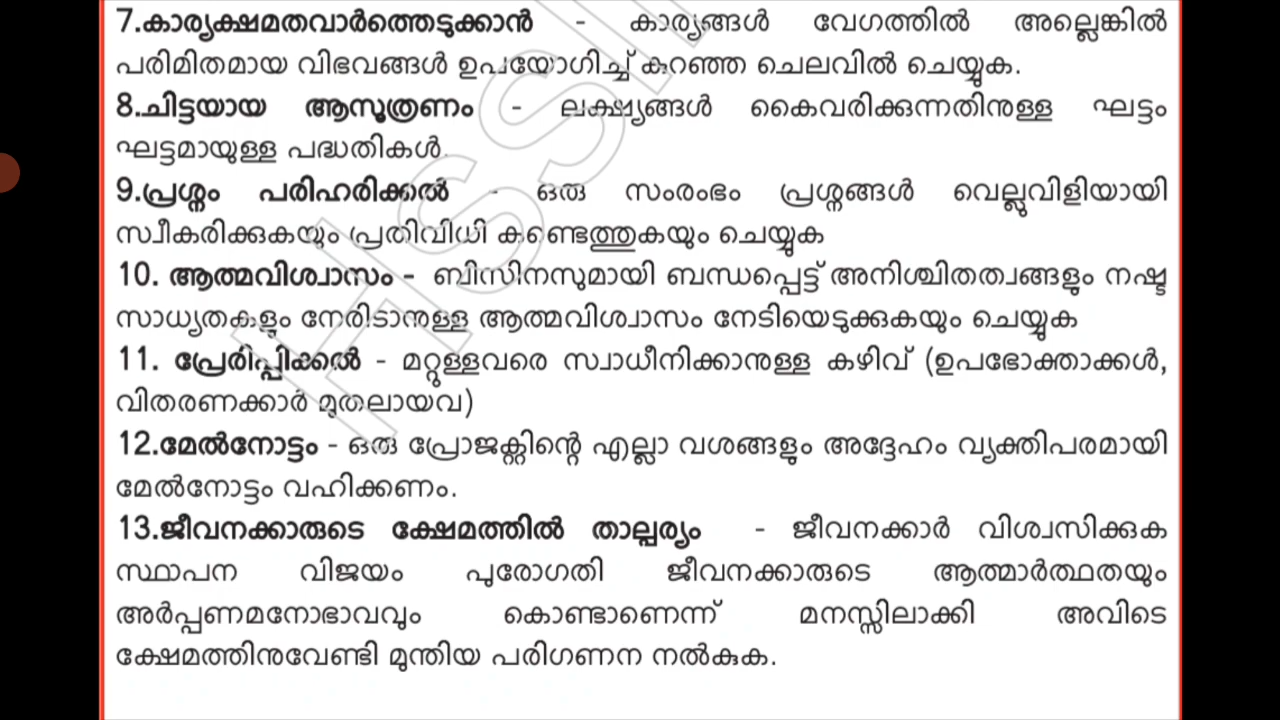 7.കാര്യക്ഷമതവാർത്തെടുക്കാൻ - കാര്യങ്ങൾ വേഗത്തിൽ അല്ലെങ്കിൽ
പരിമിതമായ വിഭവങ്ങൾ ഉപയോഗിച്ച് കുറഞ്ഞ ചെലവിൽ ചെയ്യുക.
8.ചിട്ടയായ ആസൂത്രണം - ലക്ഷ്യങ്ങൾ കൈവരിക്കുന്നതിനുള്ള ഘട്ടം
ഘട്ടമായുള്ള പദ്ധതികൾ.
9.പ്രശ്നം പരിഹരിക്കൽ - ഒരു സംരംഭം പ്രശ്നങ്ങൾ വെല്ലുവിളിയായി
സ്വീകരിക്കുകയും പ്രതിവിധി കണ്ടെത്തുകയും ചെയ്യുക
10. ആത്മവിശ്വാസം - ബിസിനസുമായി ബന്ധപ്പെട്ട് അനിശ്ചിതത്വങ്ങളും നഷ്ട
സാധ്യതകളും നേരിടാനുള്ള ആത്മവിശ്വാസം നേടിയെടുക്കുകയും ചെയ്യുക
11. പ്രേരിപ്പിക്കൽ - മറ്റുള്ളവരെ സ്വാധീനിക്കാനുള്ള കഴിവ് (ഉപഭോക്താക്കൾ,
വിതരണക്കാർ മുതലായവ)
12.മേൽനോട്ടം - ഒരു പ്രോജക്റ്റിന്റെ എല്ലാ വശങ്ങളും അദ്ദേഹം വ്യക്തിപരമായി
മേൽനോട്ടം വഹിക്കണം.
13.ജീവനക്കാരുടെ ക്ഷേമത്തിൽ താല്പര്യം - ജീവനക്കാർ വിശ്വസിക്കുക
സ്ഥാപന വിജയം പുരോഗതി ജീവനക്കാരുടെ ആത്മാർത്ഥതയും
അർപ്പണമനോഭാവവും കൊണ്ടാണെന്ന് മനസ്സിലാക്കി അവിടെ
ക്ഷേമത്തിനുവേണ്ടി മുന്തിയ പരിഗണന നൽകുക.